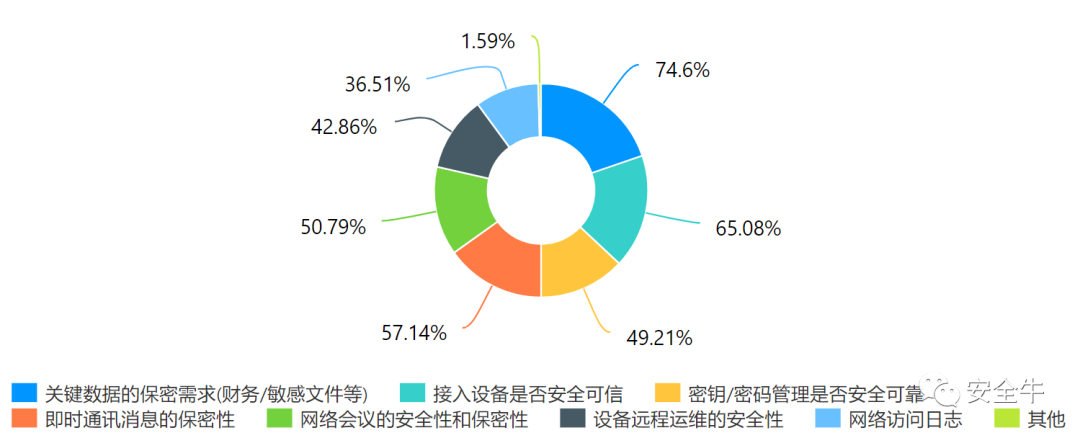 1.59%
74.6%
36.51%
42.86%
50.79%
65.08%
57.14%
49.21%
关键数据的保密需求(财务/敏感文件等) 接入设备是否安全可信 密钥/密码管理是否安全可靠
安全牛
即时通讯消息的保密性 网络会议的安全性和保密性 设备远程运维的安全性 网络访问日志 其他